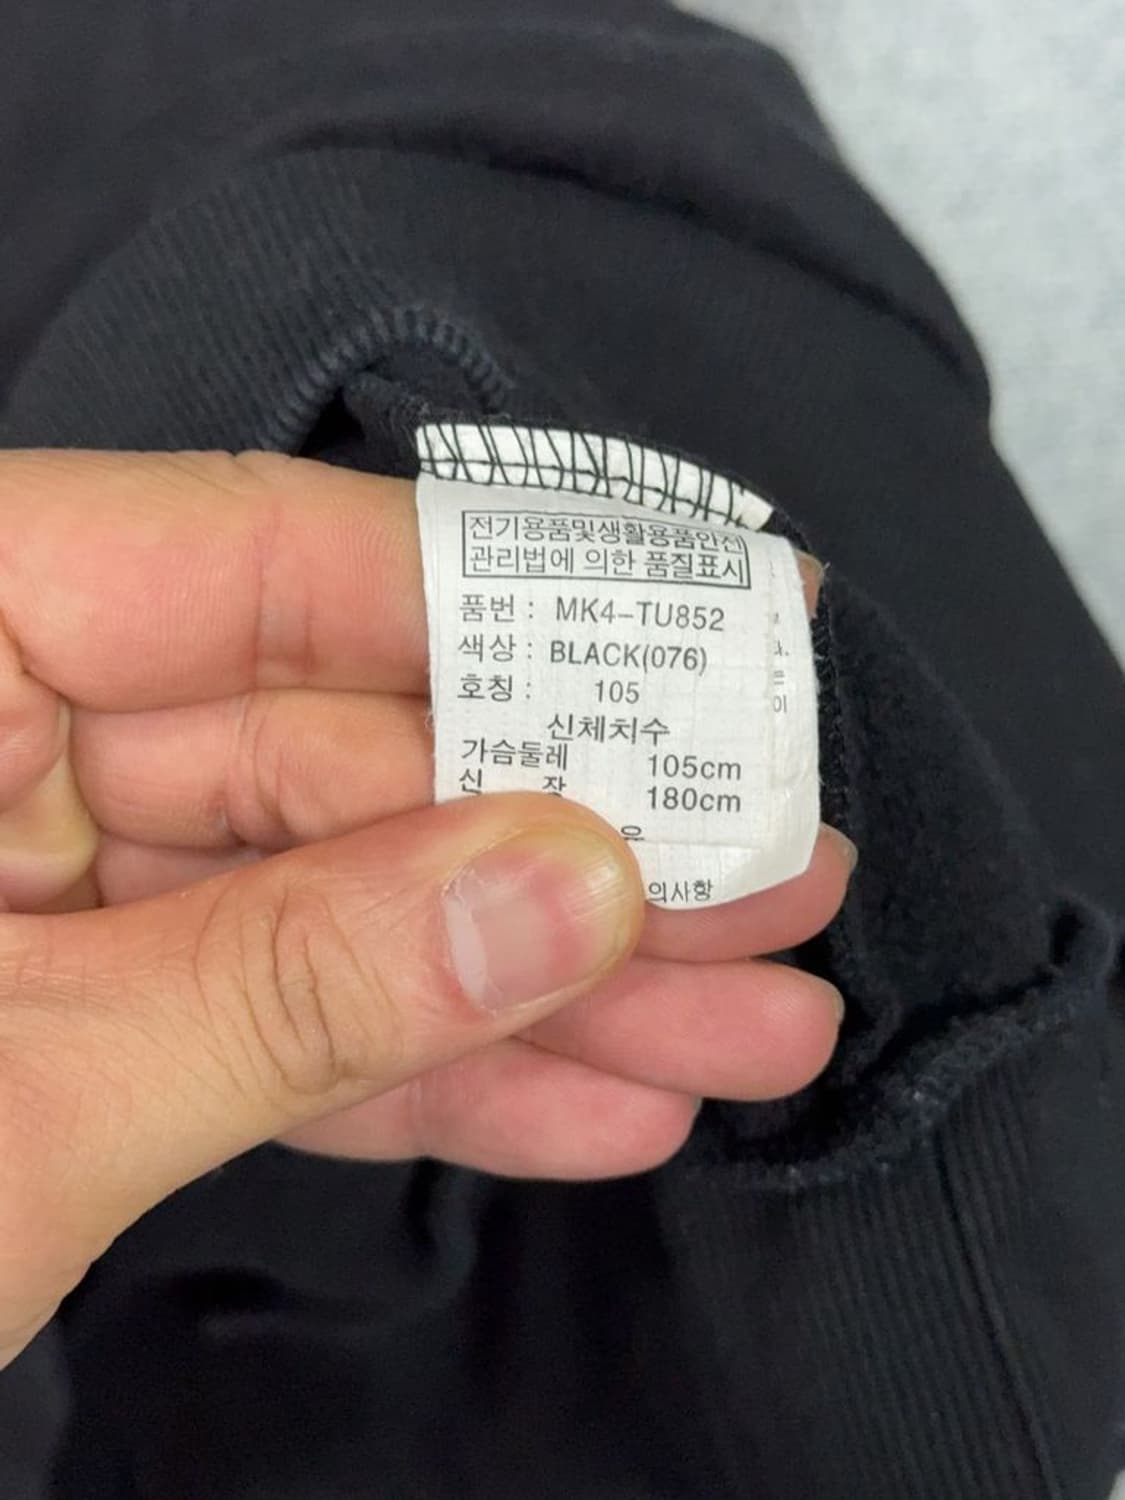 전기용품및생활용품안전
관리법에 의한 품질표시
품번 : MK4-TU852
색상 : BLACK(076)
호칭 : 105
신체치수
가슴둘레 105cm
신 장 180cm
의사항